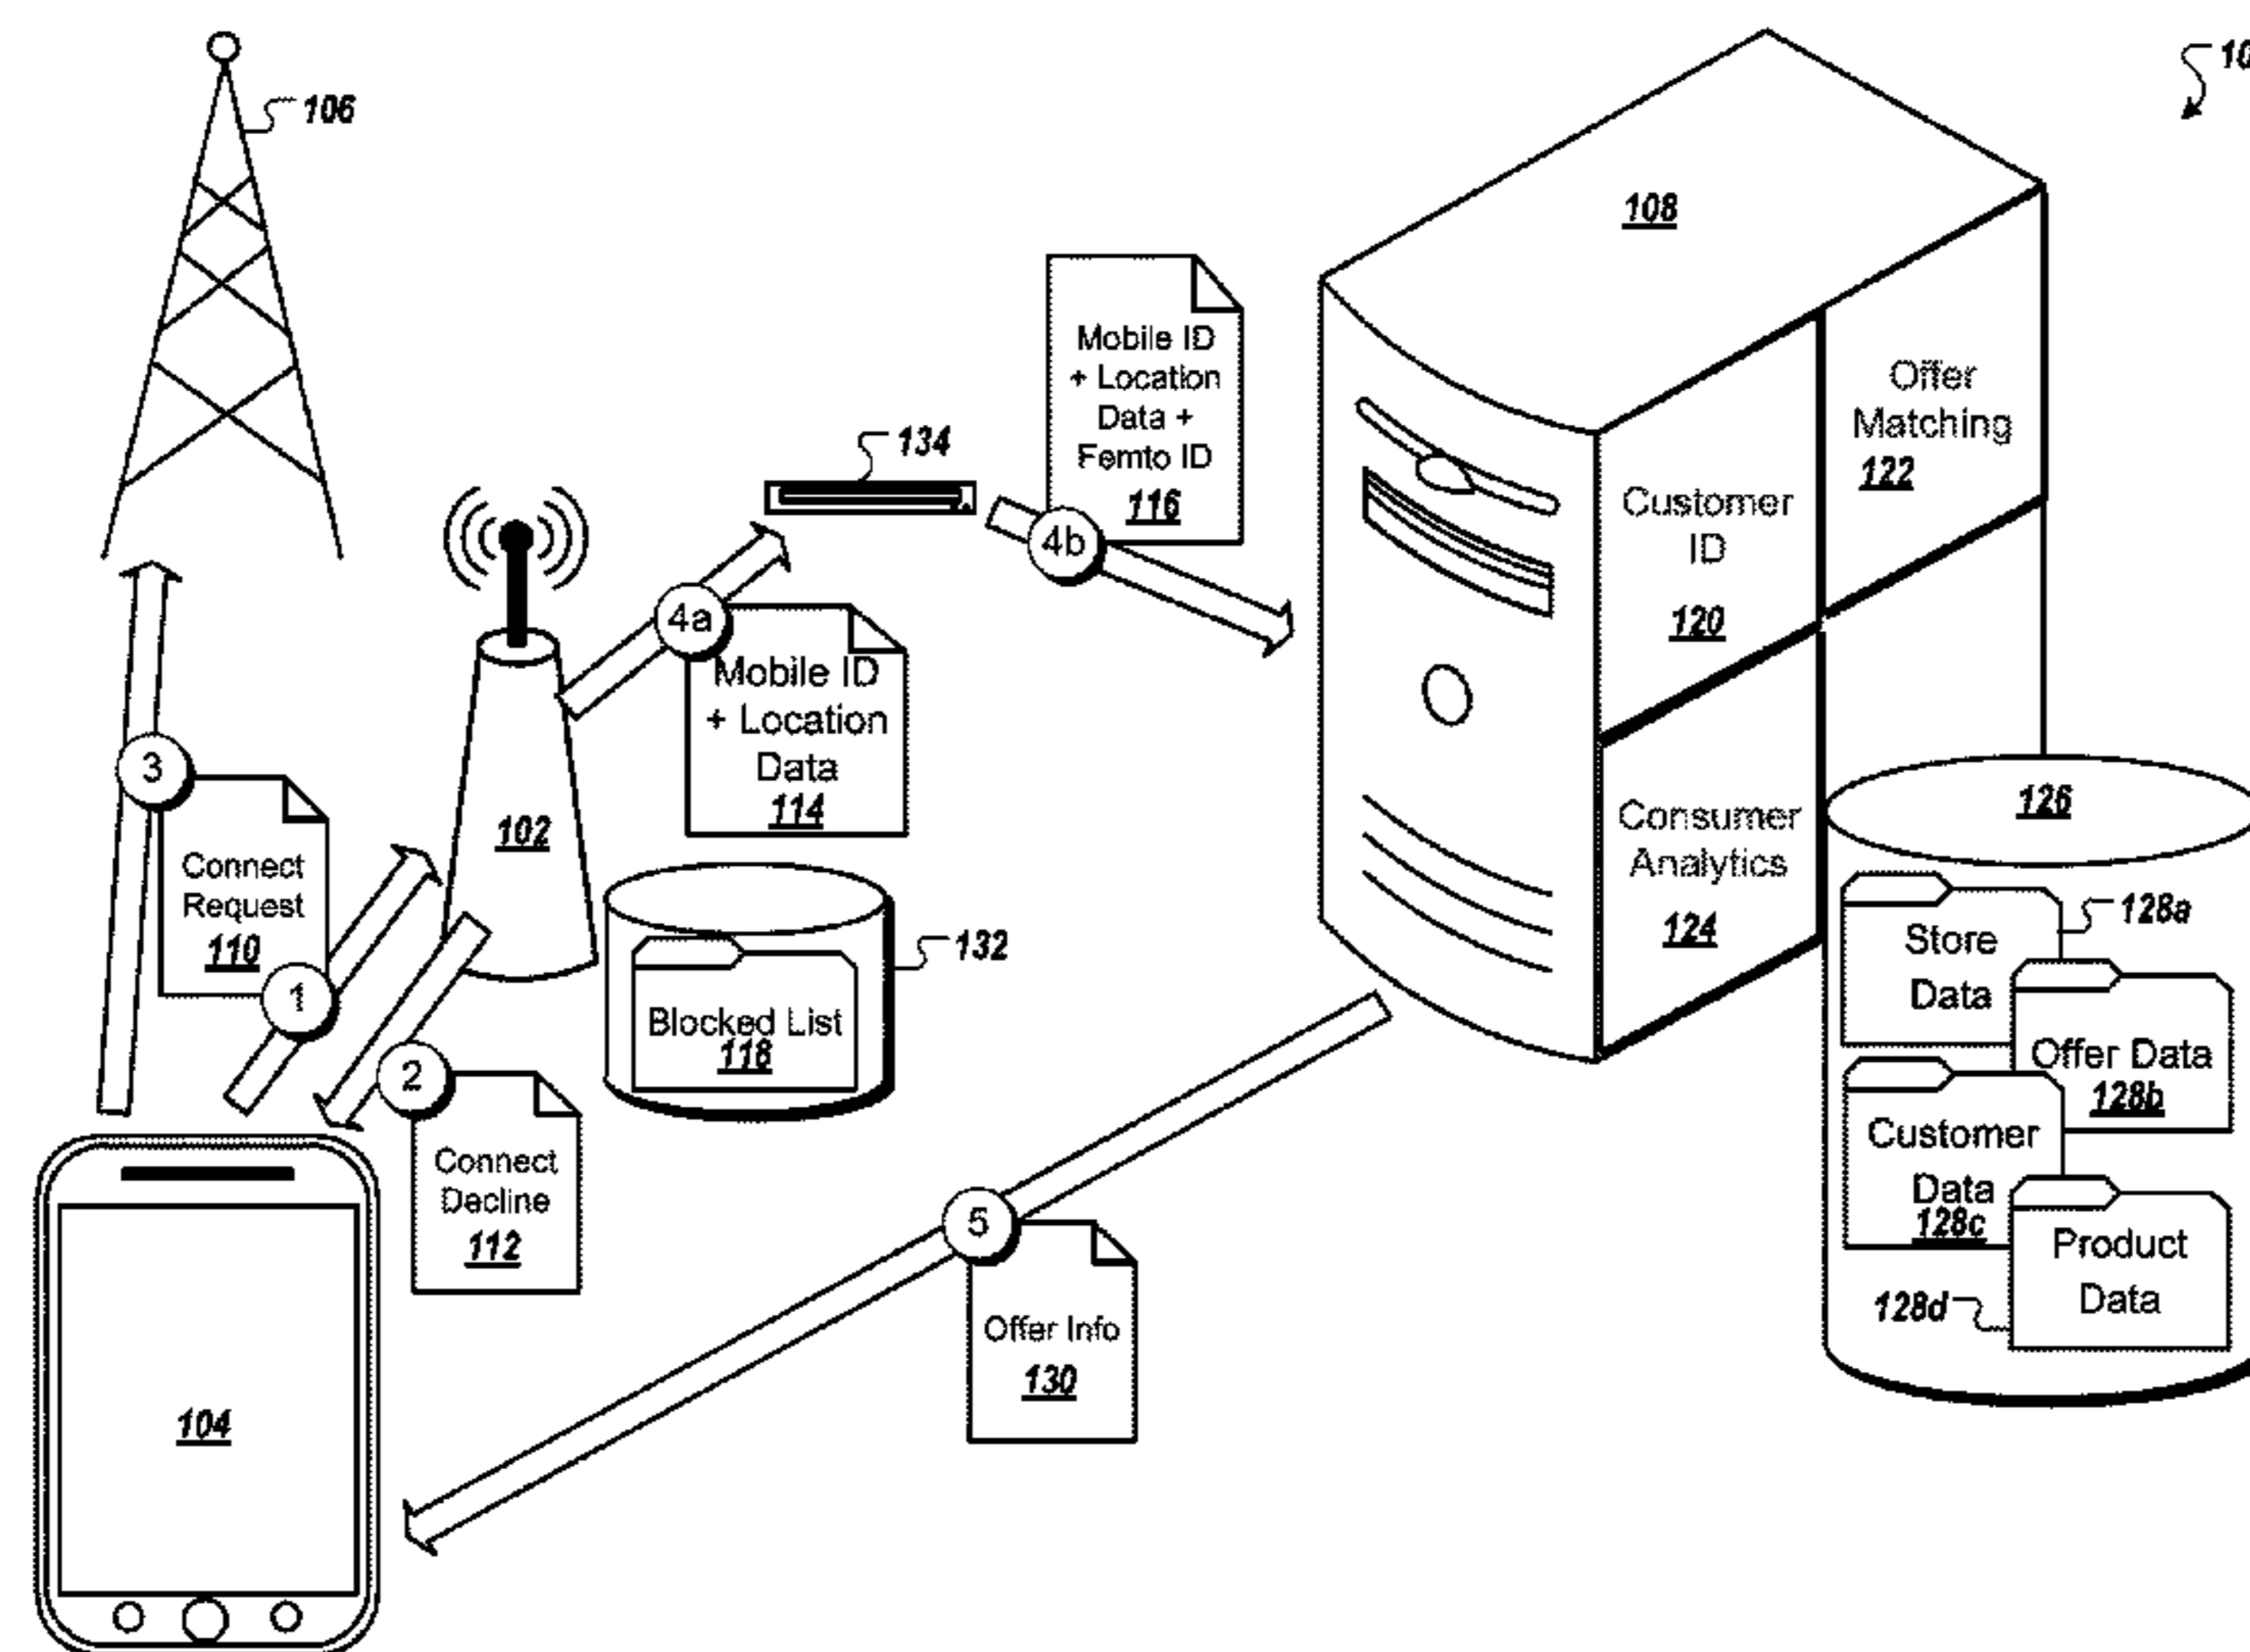 106
10
108
Mobile ID
+ Location
Data +
Femto ID
116
4b
134
Offer
Matching
122
Customer
ID
120
4a
Mobile ID
+ Location
Data
114
3
Connect
Request
110
1
102
132
Blocked List
118
2
Connect
Decline
112
Consumer
Analytics
124
126
Store
Data
128a
Offer Data
128b
Customer
Data
128c
Product
Data
128d
5
Offer Info
130
104